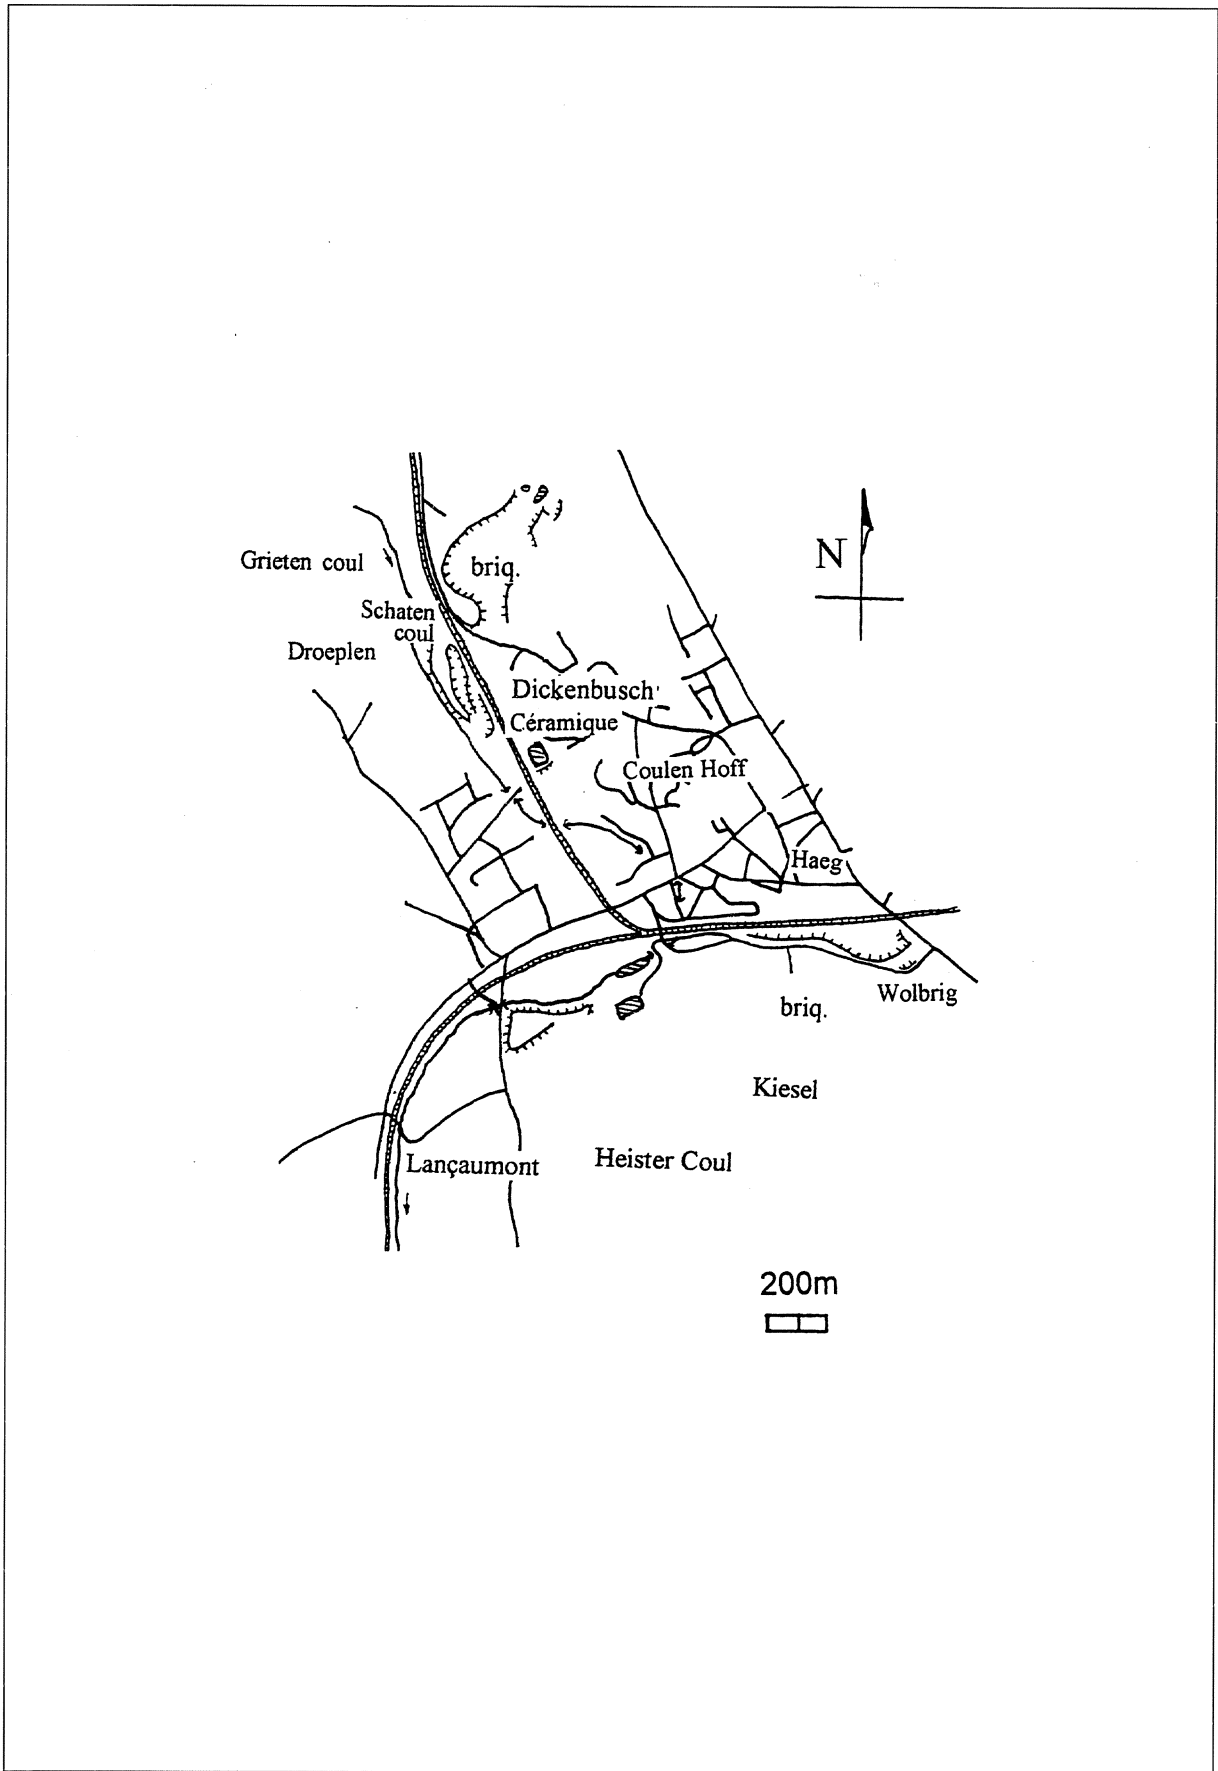 N
Grieten coul
briq.
Schaten
coul
Droeplen
Dickenbusch
Céramique
Coulen Hoff
Haeg
Wolbrig
briq.
Kiesel
Lançaumont
Heister Coul
200m